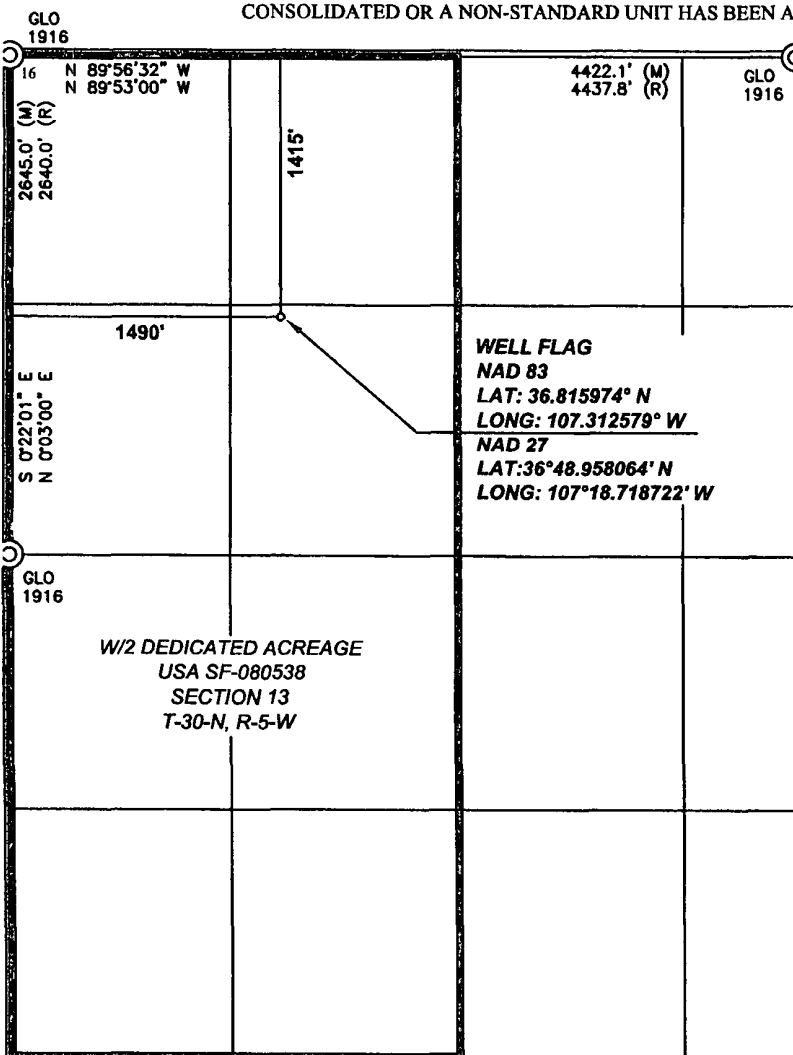 CONSOLIDATED OR A NON-STANDARD UNIT HAS BEEN A
GLO
1916
16
N 89°56'32" W
N 89°53'00" W
4422.1' (M)
4437.8' (R)
GLO
1916
2645.0' (M)
2640.0' (R)
1415'
1490'
S 0°22'01" E
N 0°03'00" E
WELL FLAG
NAD 83
LAT: 36.815974° N
LONG: 107.312579° W
NAD 27
LAT:36°48.958064' N
LONG: 107°18.718722' W
GLO
1916
W/2 DEDICATED ACREAGE
USA SF-080538
SECTION 13
T-30-N, R-5-W